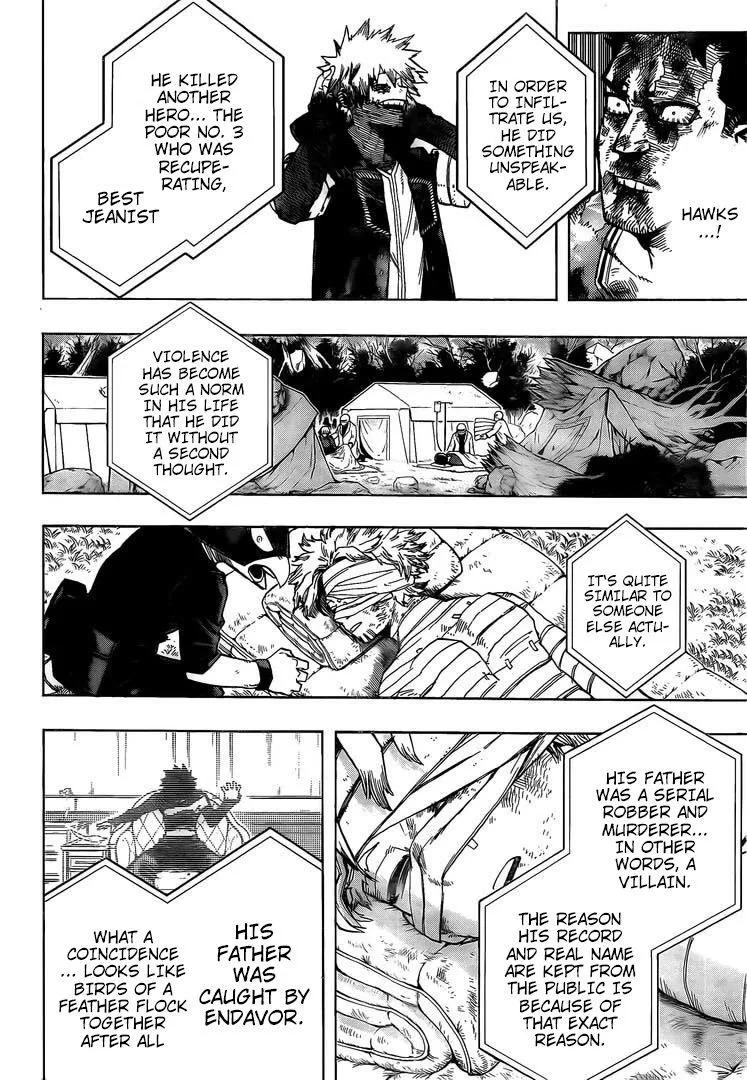 HAWKS
...!
IN ORDER
TO INFIL-
TRATE US,
HE DID
SOMETHING
UNSPEAK-
ABLE.
HE KILLED
ANOTHER
HERO... THE
POOR NO. 3
WHO WAS
RECUPE-
RATING,
BEST
JEANIST
VIOLENCE
HAS BECOME
SUCH A NORM
IN HIS LIFE
THAT HE DID
IT WITHOUT
A SECOND
THOUGHT.
IT'S QUITE
SIMILAR TO
SOMEONE
ELSE ACTU-
ALLY.
HIS FATHER
WAS A SERIAL
ROBBER AND
MURDERER...
IN OTHER
WORDS, A
VILLAIN.
THE REASON
HIS RECORD
AND REAL NAME
ARE KEPT FROM
THE PUBLIC IS
BECAUSE OF
THAT EXACT
REASON.
HIS
FATHER
WAS
CAUGHT BY
ENDAVOR.
WHAT A
COINCIDENCE
... LOOKS LIKE
BIRDS OF A
FEATHER FLOCK
TOGETHER
AFTER ALL